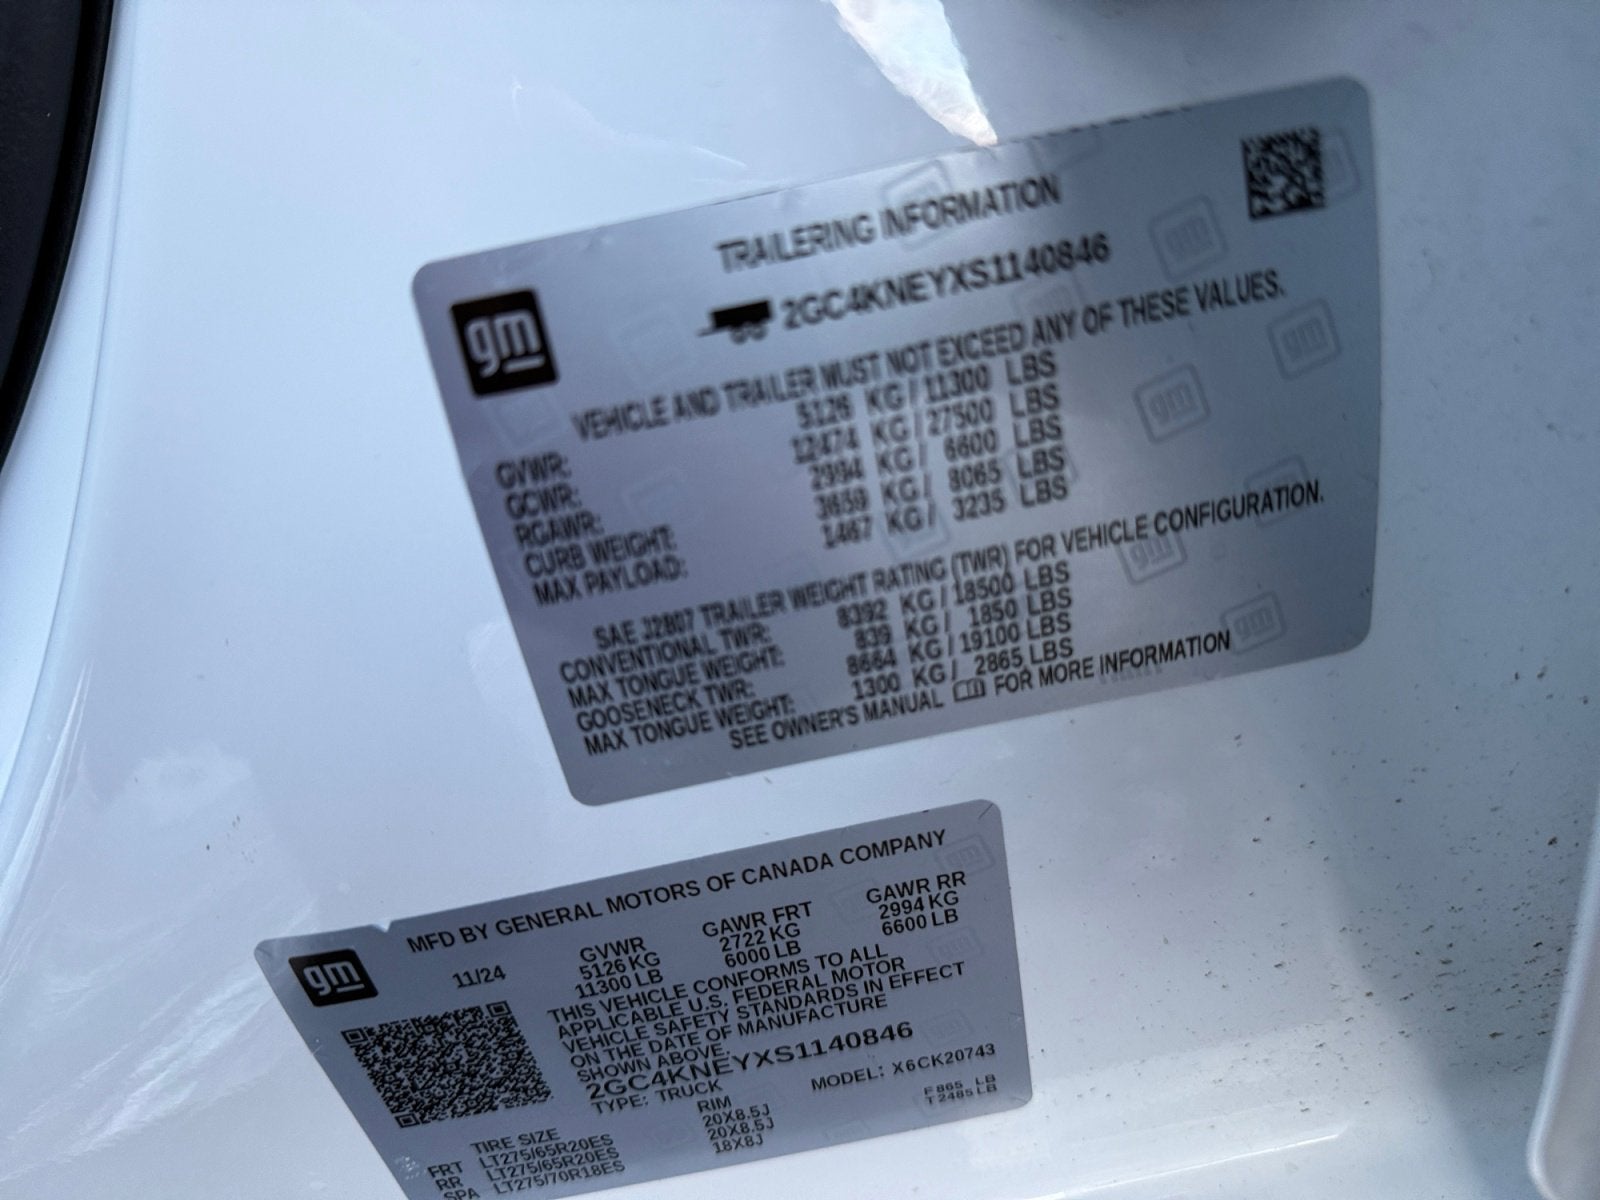 TRAILERING INFORMATION
gm
2GC4KNEYXS1140846
VEHICLE AND TRAILER MUST NOT EXCEED ANY OF THESE VALUES.
GVWR: 5126 KG / 11300 LBS
GCWR: 12474 KG / 27500 LBS
RGAWR: 2994 KG / 6600 LBS
CURB WEIGHT: 3659 KG / 8065 LBS
MAX PAYLOAD: 1467 KG / 3235 LBS
SAE J2807 TRAILER WEIGHT RATING (TWR) FOR VEHICLE CONFIGURATION.
CONVENTIONAL TWR: 8392 KG / 18500 LBS
MAX TONGUE WEIGHT: 839 KG / 1850 LBS
GOOSENECK TWR: 8664 KG / 19100 LBS
MAX TONGUE WEIGHT: 1300 KG / 2865 LBS
SEE OWNER'S MANUAL FOR MORE INFORMATION
MFD BY GENERAL MOTORS OF CANADA COMPANY
gm
11/24 GVWR GAWR FRT GAWR RR
5126 KG 2722 KG 2994 KG
11300 LB 6000 LB 6600 LB
THIS VEHICLE CONFORMS TO ALL
APPLICABLE U.S. FEDERAL MOTOR
VEHICLE SAFETY STANDARDS IN EFFECT
ON THE DATE OF MANUFACTURE
SHOWN ABOVE.
2GC4KNEYXS1140846
TYPE: TRUCK MODEL: X6CK20743
TIRE SIZE RIM F 865 LB
FRT LT275/65R20ES 20X8.5J T 2485 LB
RR LT275/65R20ES 20X8.5J
SPA LT275/70R18ES 18X8J